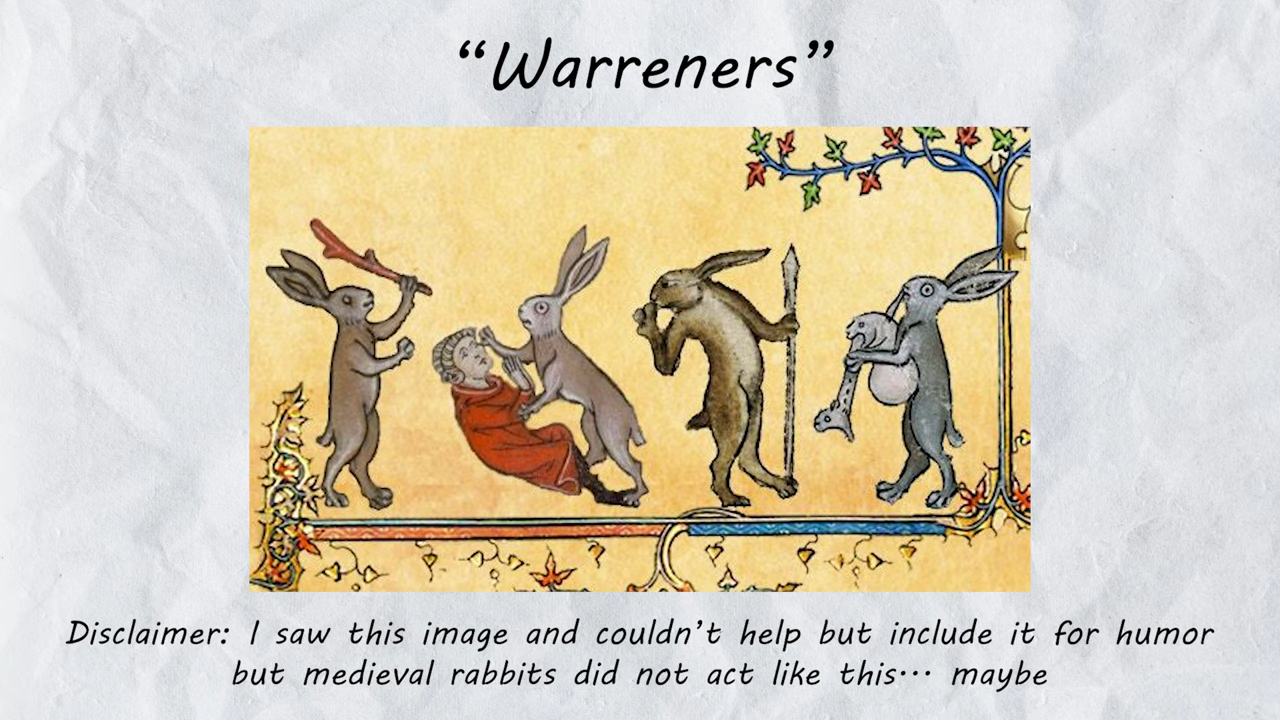 “Warreners”
Disclaimer: I saw this image and couldn’t help but include it for humor
but medieval rabbits did not act like this… maybe